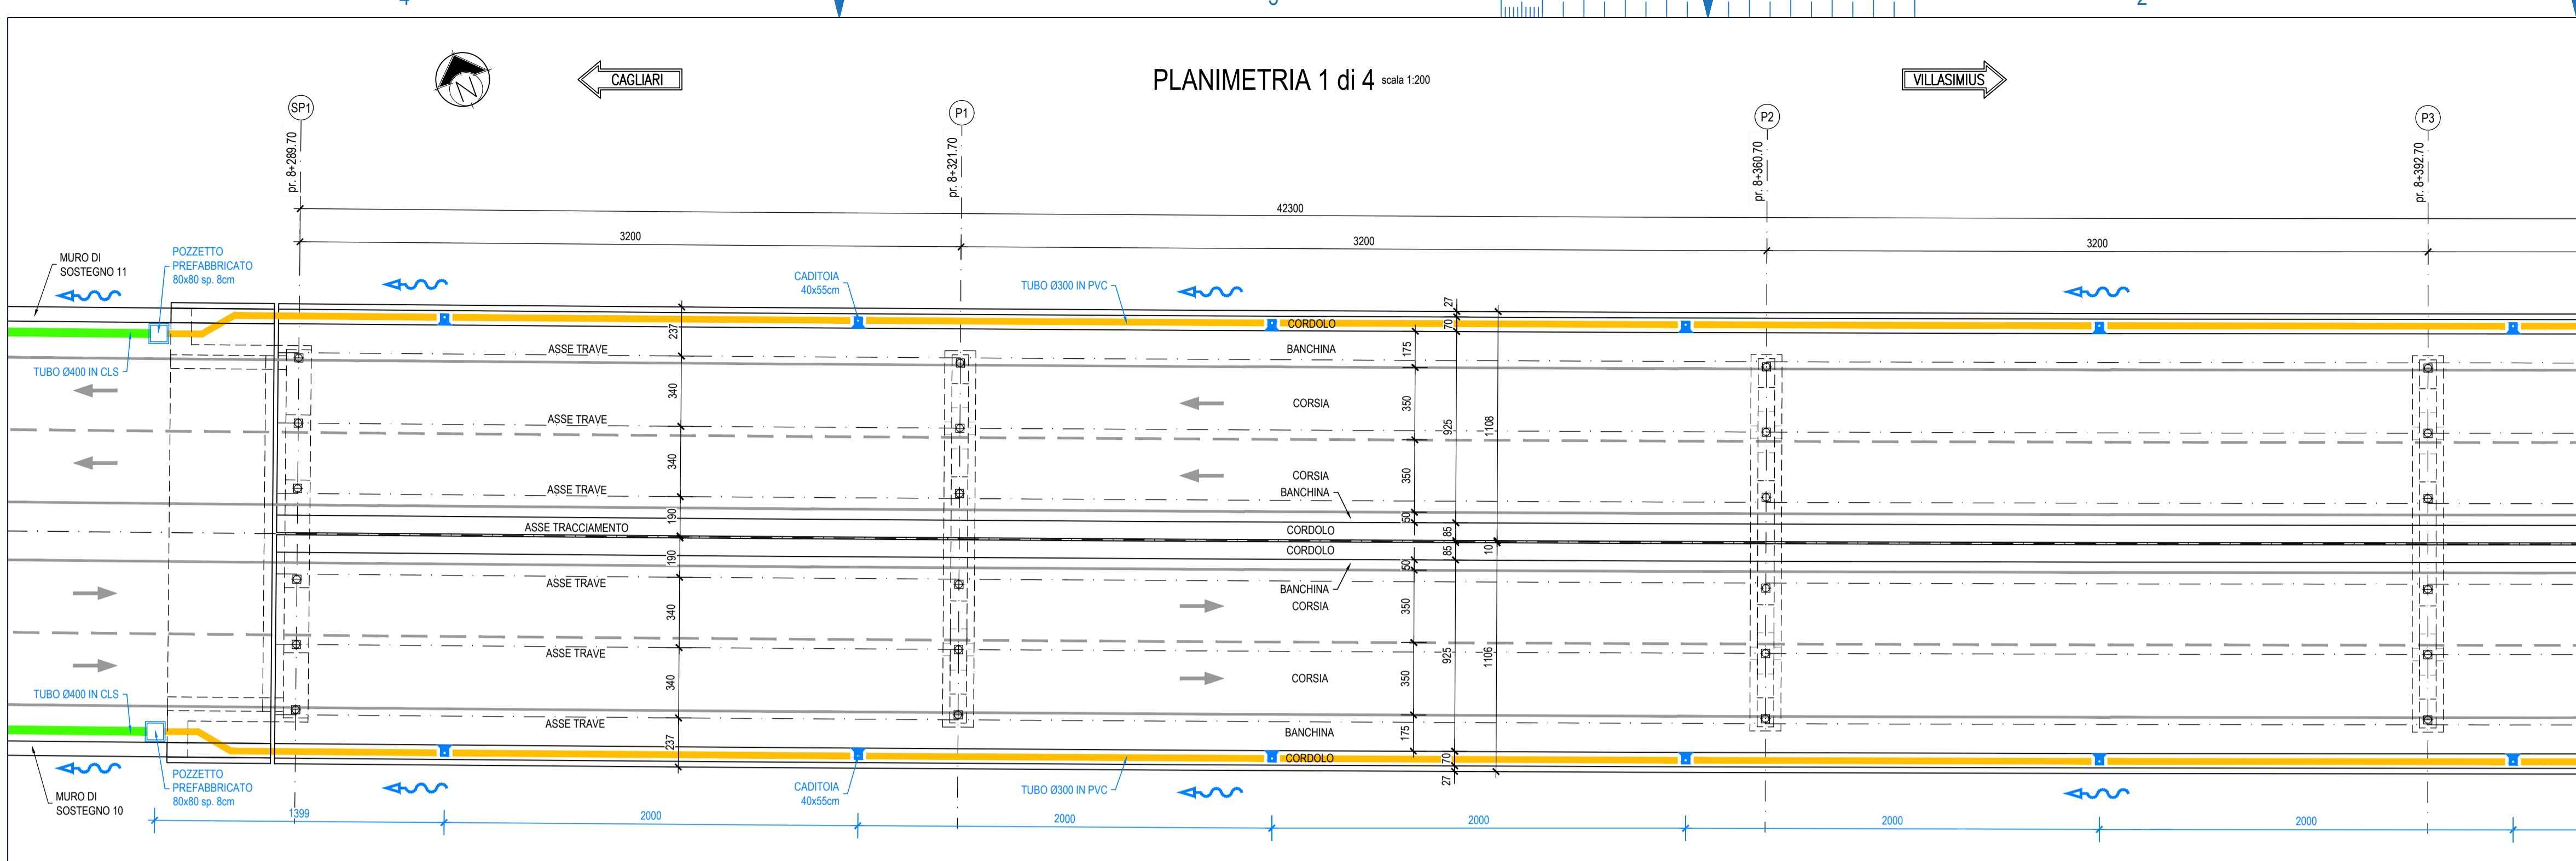 4
3
2
N
CAGLIARI
PLANIMETRIA 1 di 4 scala 1:200
VILLASIMIUS
SP1
P1
P2
P3
pr. 8+289.70
pr. 8+321.70
pr. 8+360.70
pr. 8+392.70
42300
3200
3200
3200
MURO DI
SOSTEGNO 11
POZZETTO
PREFABBRICATO
80x80 sp. 8cm
CADITOIA
40x55cm
TUBO Ø300 IN PVC
TUBO Ø400 IN CLS
CORDOLO
BANCHINA
CORSIA
CORSIA
BANCHINA
CORDOLO
CORDOLO
BANCHINA
CORSIA
CORSIA
BANCHINA
CORDOLO
ASSE TRAVE
ASSE TRAVE
ASSE TRAVE
ASSE TRACCIAMENTO
ASSE TRAVE
ASSE TRAVE
ASSE TRAVE
237
340
340
190
190
340
340
237
175
350
350
50
50
350
350
175
27
70
925
85
85
925
70
27
1108
10
1106
TUBO Ø400 IN CLS
POZZETTO
PREFABBRICATO
80x80 sp. 8cm
MURO DI
SOSTEGNO 10
CADITOIA
40x55cm
TUBO Ø300 IN PVC
1399
2000
2000
2000
2000
2000